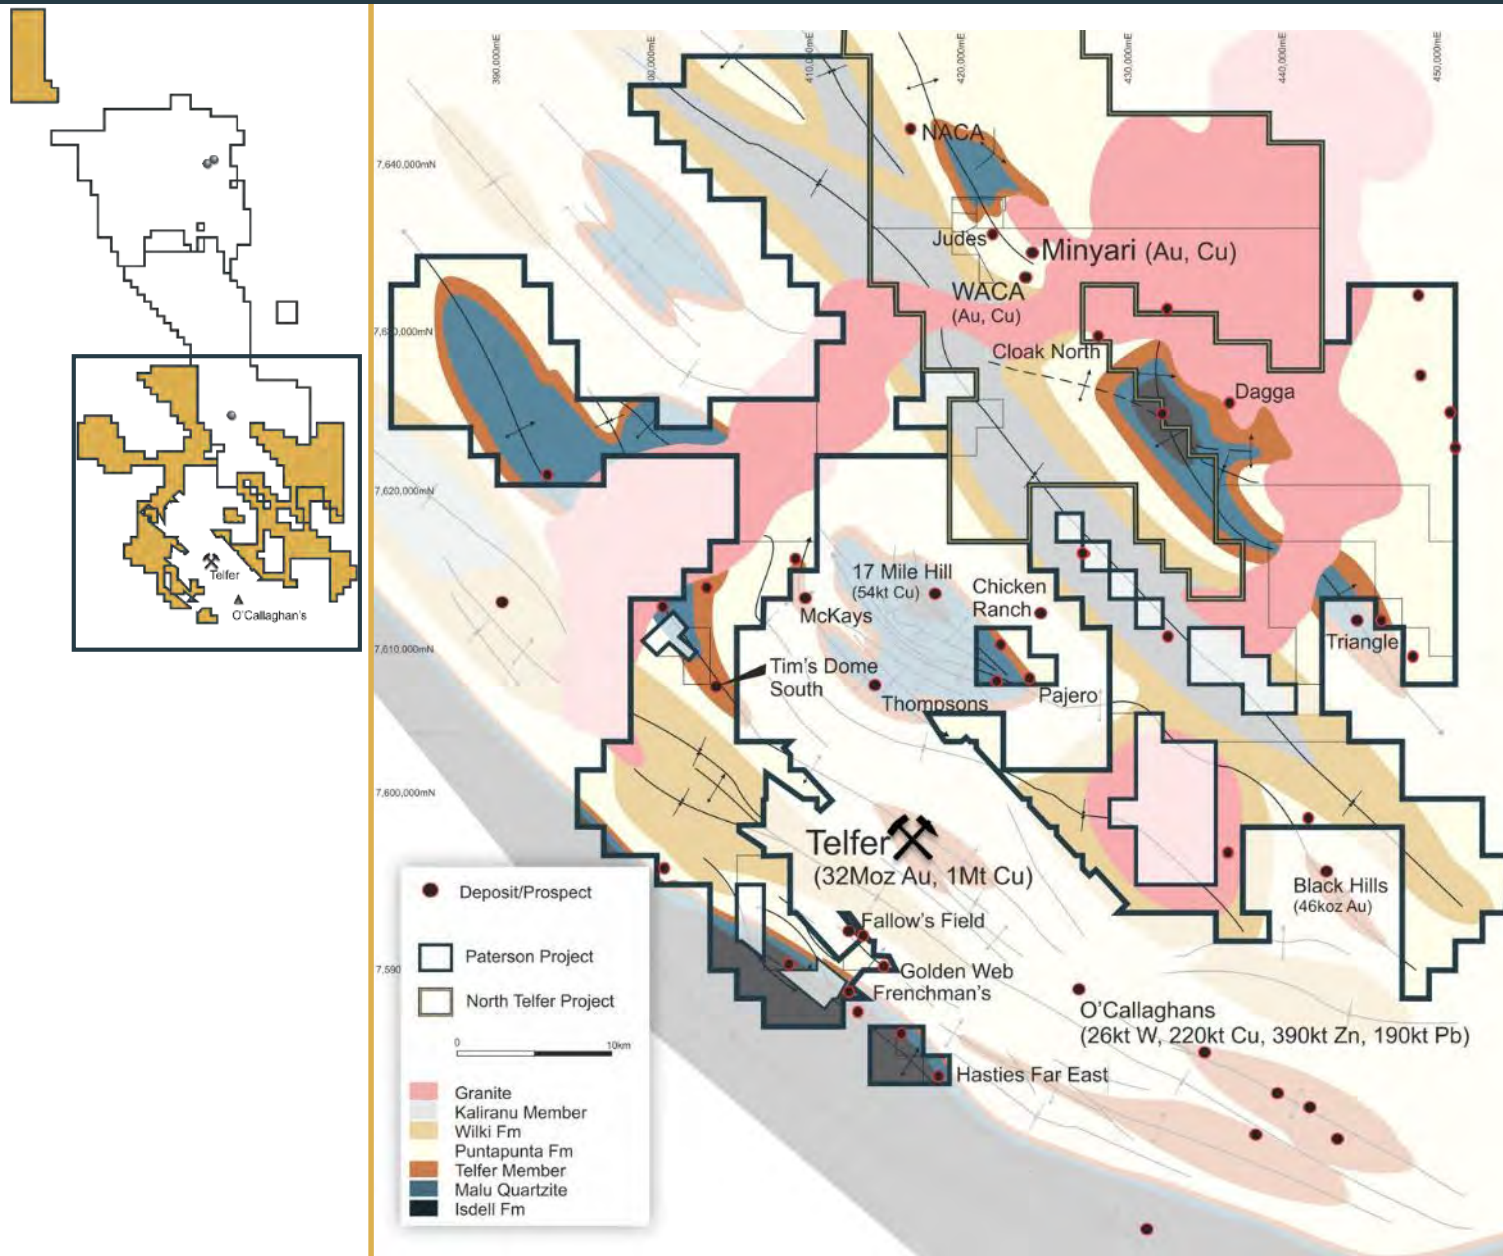 Telfer
O'Callaghan's
390,000mE
410,000mE
420,000mE
430,000mE
440,000mE
450,000mE
7,640,000mN
7,620,000mN
7,610,000mN
7,600,000mN
NACA
Judes
Minyari (Au, Cu)
WACA
(Au, Cu)
Cloak North
Dagga
17 Mile Hill
(54kt Cu)
Chicken
Ranch
McKays
Triangle
Tim's Dome
South
Thompsons
Pajero
Telfer
(32Moz Au, 1Mt Cu)
Black Hills
(46koz Au)
Fallow's Field
Golden Web
Frenchman's
O'Callaghans
(26kt W, 220kt Cu, 390kt Zn, 190kt Pb)
Hasties Far East
Deposit/Prospect
Paterson Project
North Telfer Project
0
10km
Granite
Kaliranu Member
Wilki Fm
Puntapunta Fm
Telfer Member
Malu Quartzite
Isdell Fm